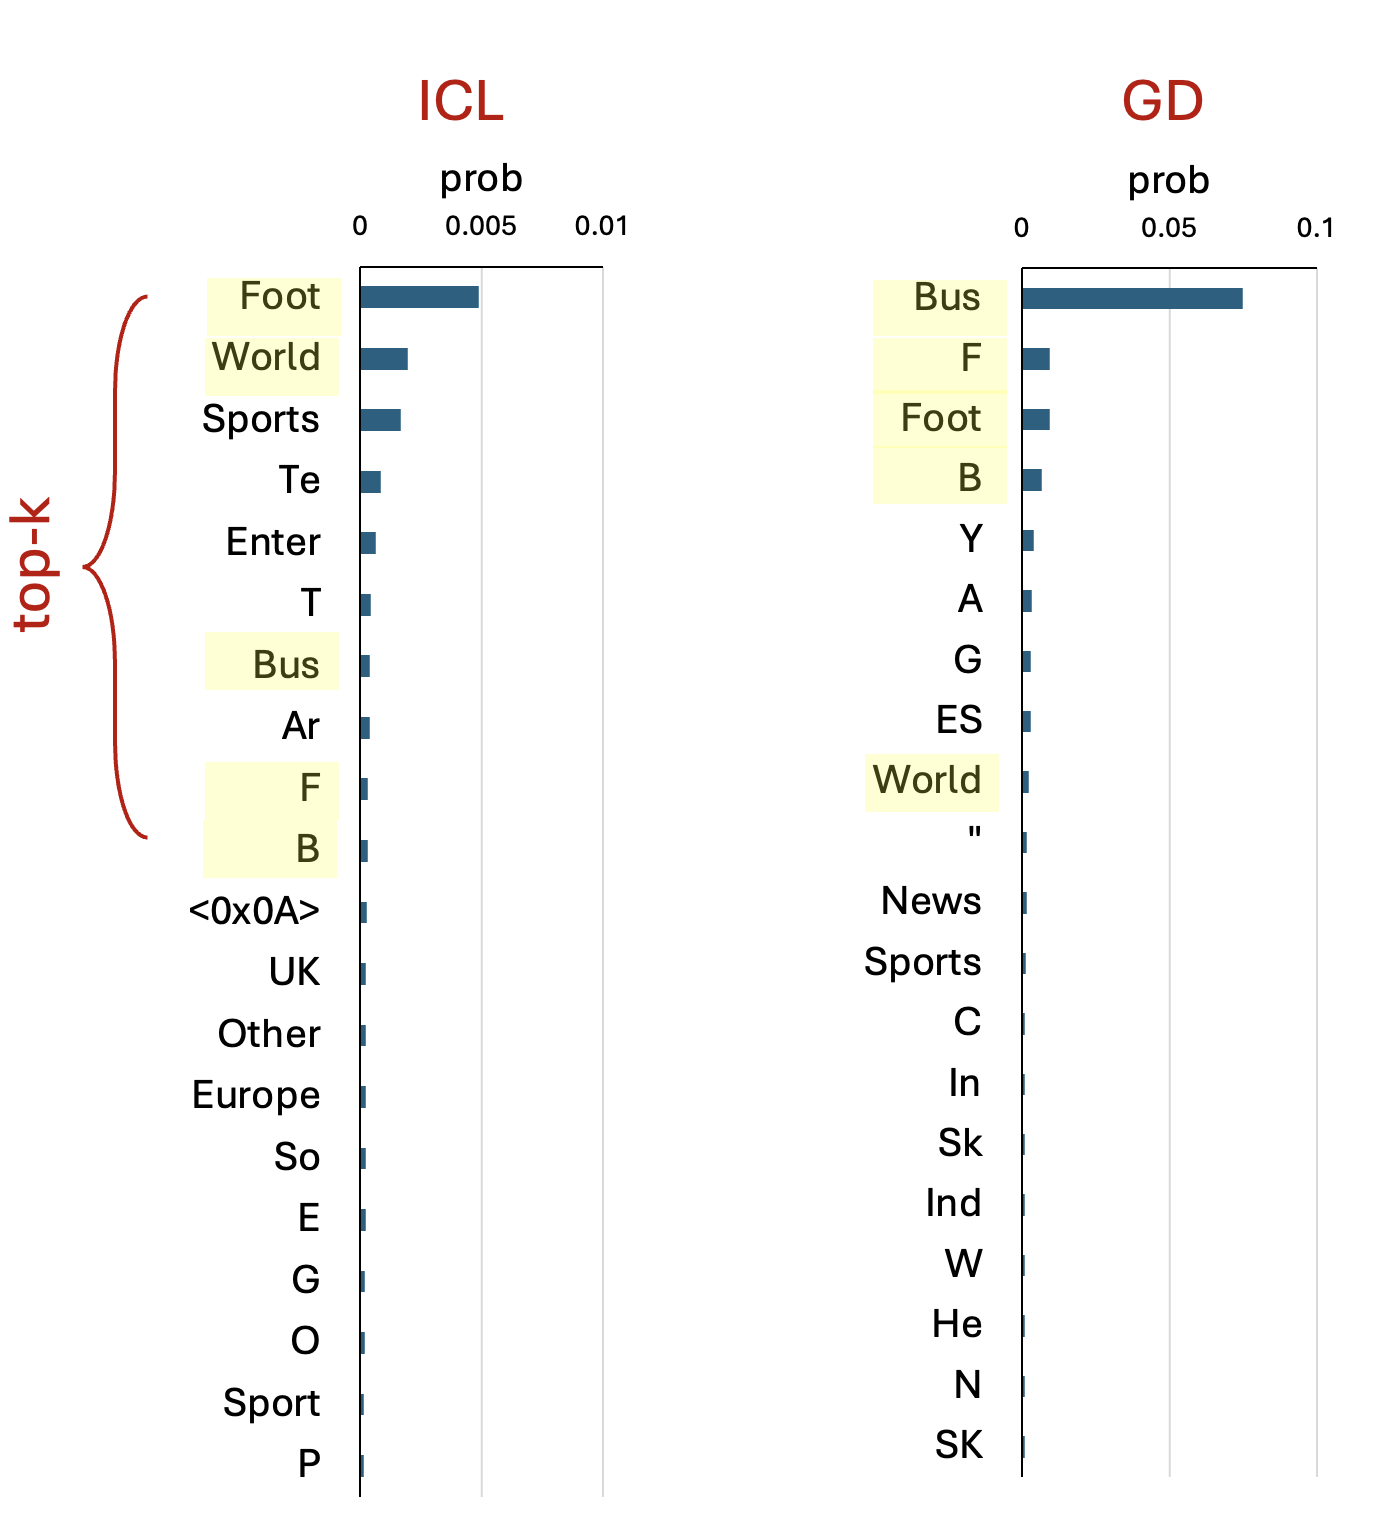 ICL
prob
0 0.005 0.01
top-k
Foot
World
Sports
Te
Enter
T
Bus
Ar
F
B
<0x0A>
UK
Other
Europe
So
E
G
O
Sport
P
GD
prob
0 0.05 0.1
Bus
F
Foot
B
Y
A
G
ES
World
"
News
Sports
C
In
Sk
Ind
W
He
N
SK